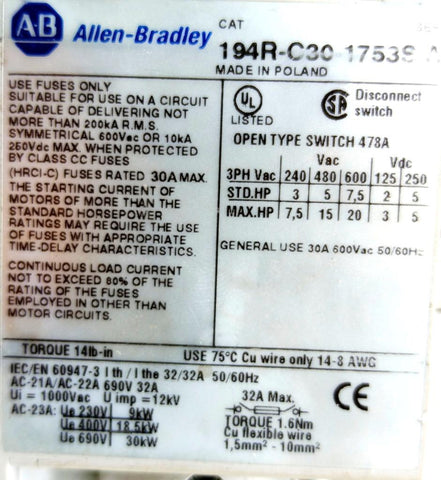 A-B Allen-Bradley
CAT
194R-C30-1753S A
MADE IN POLAND
USE FUSES ONLY
SUITABLE FOR USE ON A CIRCUIT
CAPABLE OF DELIVERING NOT
MORE THAN 200kA R.M.S.
SYMMETRICAL 600Vac OR 10kA
250Vdc MAX. WHEN PROTECTED
BY CLASS CC FUSES
(HRCI-C) FUSES RATED 30A MAX.
THE STARTING CURRENT OF
MOTORS OF MORE THAN THE
STANDARD HORSEPOWER
RATINGS MAY REQUIRE THE USE
OF FUSES WITH APPROPRIATE
TIME-DELAY CHARACTERISTICS.
CONTINUOUS LOAD CURRENT
NOT TO EXCEED 80% OF THE
RATING OF THE FUSES
EMPLOYED IN OTHER THAN
MOTOR CIRCUITS.
UL
LISTED
SA
Disconnect
switch
OPEN TYPE SWITCH 478A
Vac Vdc
3PH Vac 240 480 600 125 250
STD.HP 3 5 7,5 2 5
MAX.HP 7,5 15 20 3 5
GENERAL USE 30A 600Vac 50/60Hz
TORQUE 14lb-in USE 75°C Cu wire only 14-8 AWG
IEC/EN 60947-3 I th / I the 32/32A 50/60Hz
AC-21A/AC-22A 690V 32A
Ui = 1000Vac U imp = 12kV
AC-23A: Ue 230V 9kW
Ue 400V 18,5kW
Ue 690V 30kW
32A Max.
TORQUE 1.6Nm
Cu flexible wire
1,5mm² - 10mm²
CE